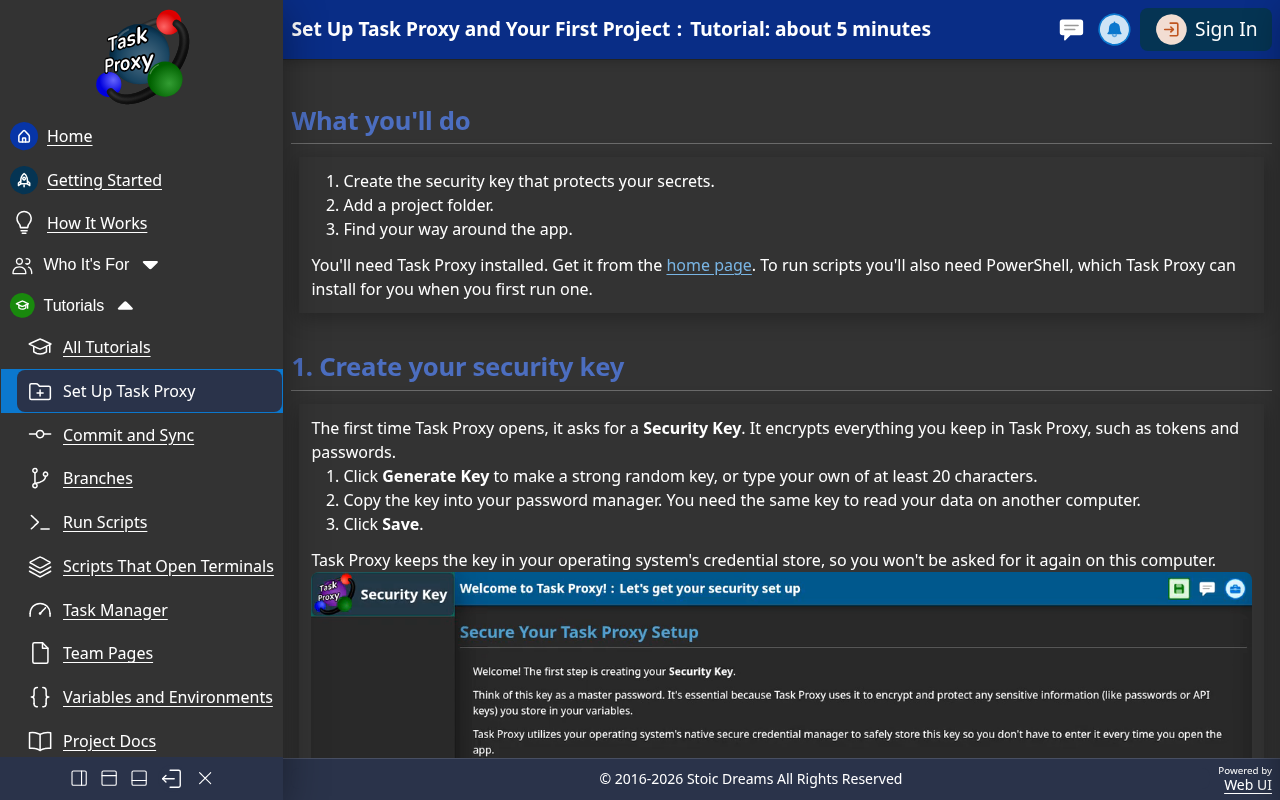 Task
Proxy
Home
Getting Started
How It Works
Who It's For
Tutorials
All Tutorials
Set Up Task Proxy
Commit and Sync
Branches
Run Scripts
Scripts That Open Terminals
Task Manager
Team Pages
Variables and Environments
Project Docs
Set Up Task Proxy and Your First Project : Tutorial: about 5 minutes
Sign In
What you'll do
1. Create the security key that protects your secrets.
2. Add a project folder.
3. Find your way around the app.
You'll need Task Proxy installed. Get it from the home page. To run scripts you'll also need PowerShell, which Task Proxy can
install for you when you first run one.
1. Create your security key
The first time Task Proxy opens, it asks for a Security Key. It encrypts everything you keep in Task Proxy, such as tokens and
passwords.
1. Click Generate Key to make a strong random key, or type your own of at least 20 characters.
2. Copy the key into your password manager. You need the same key to read your data on another computer.
3. Click Save.
Task Proxy keeps the key in your operating system's credential store, so you won't be asked for it again on this computer.
Task
Proxy
Security Key
Welcome to Task Proxy! : Let's get your security set up
Secure Your Task Proxy Setup
Welcome! The first step is creating your Security Key.
Think of this key as a master password. It's essential because Task Proxy uses it to encrypt and protect any sensitive information (like passwords or API
keys) you store in your variables.
Task Proxy utilizes your operating system's native secure credential manager to safely store this key so you don't have to enter it every time you open the
app.
© 2016-2026 Stoic Dreams All Rights Reserved
Powered by
Web UI